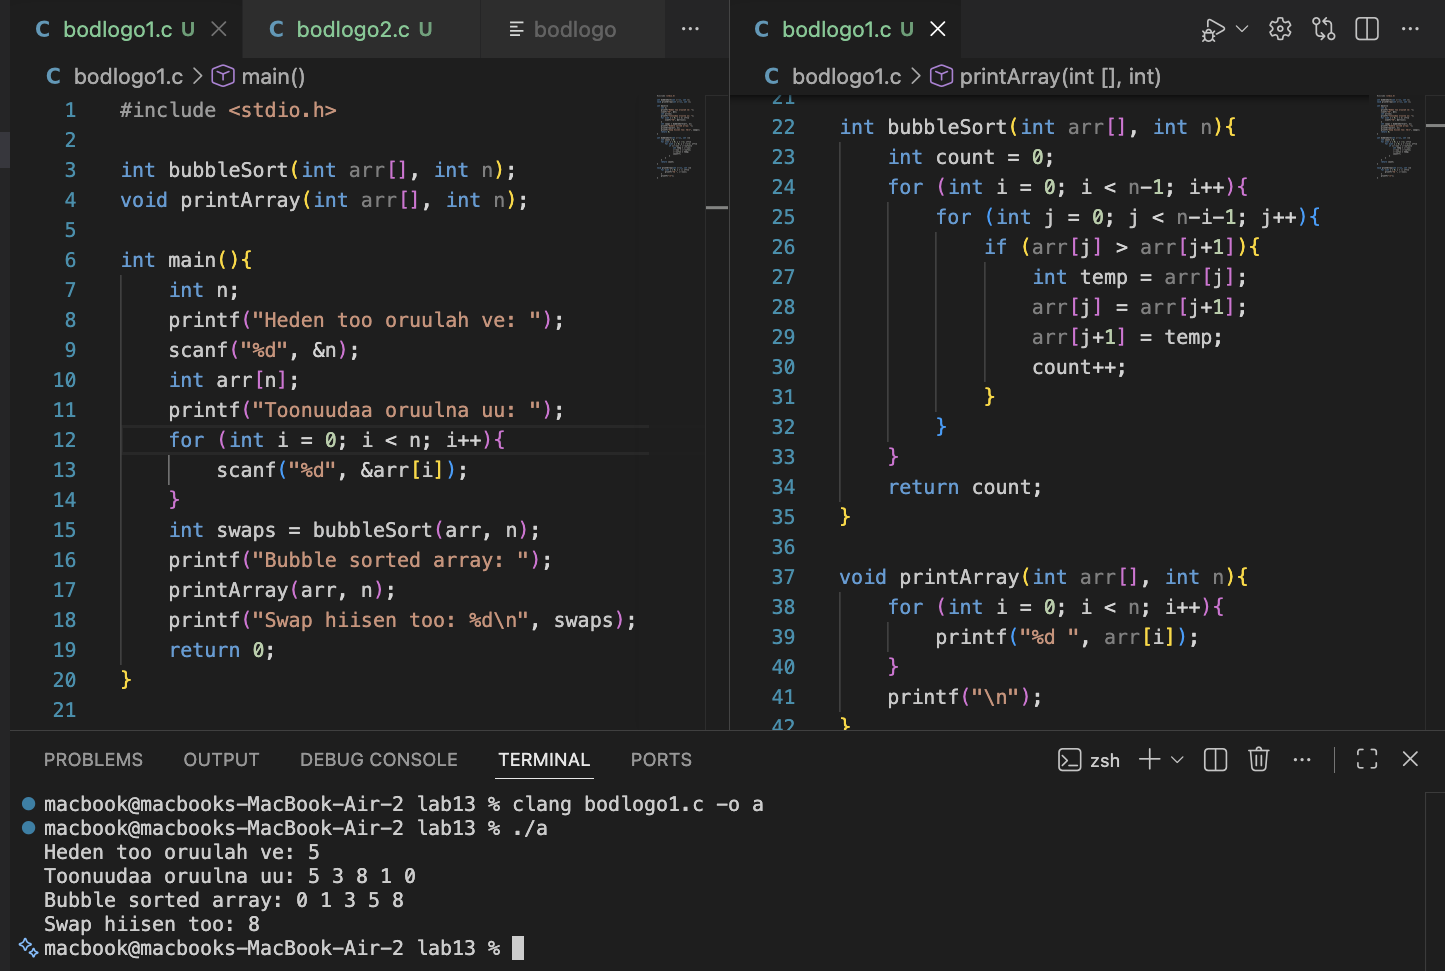 bodlogo1.c U
bodlogo2.c U
bodlogo
bodlogo1.c > main()
1 #include <stdio.h>
2
3 int bubbleSort(int arr[], int n);
4 void printArray(int arr[], int n);
5
6 int main(){
7 int n;
8 printf("Heden too oruulah ve: ");
9 scanf("%d", &n);
10 int arr[n];
11 printf("Toonuudaa oruulna uu: ");
12 for (int i = 0; i < n; i++){
13 scanf("%d", &arr[i]);
14 }
15 int swaps = bubbleSort(arr, n);
16 printf("Bubble sorted array: ");
17 printArray(arr, n);
18 printf("Swap hiisen too: %d\n", swaps);
19 return 0;
20 }
21
C bodlogo1.c U
C bodlogo1.c > printArray(int [], int)
21
22 int bubbleSort(int arr[], int n){
23 int count = 0;
24 for (int i = 0; i < n-1; i++){
25 for (int j = 0; j < n-i-1; j++){
26 if (arr[j] > arr[j+1]){
27 int temp = arr[j];
28 arr[j] = arr[j+1];
29 arr[j+1] = temp;
30 count++;
31 }
32 }
33 }
34 return count;
35 }
36
37 void printArray(int arr[], int n){
38 for (int i = 0; i < n; i++){
39 printf("%d ", arr[i]);
40 }
41 printf("\n");
42 }
PROBLEMS OUTPUT DEBUG CONSOLE TERMINAL PORTS
zsh
macbook@macbooks-MacBook-Air-2 lab13 % clang bodlogo1.c -o a
macbook@macbooks-MacBook-Air-2 lab13 % ./a
Heden too oruulah ve: 5
Toonuudaa oruulna uu: 5 3 8 1 0
Bubble sorted array: 0 1 3 5 8
Swap hiisen too: 8
macbook@macbooks-MacBook-Air-2 lab13 %